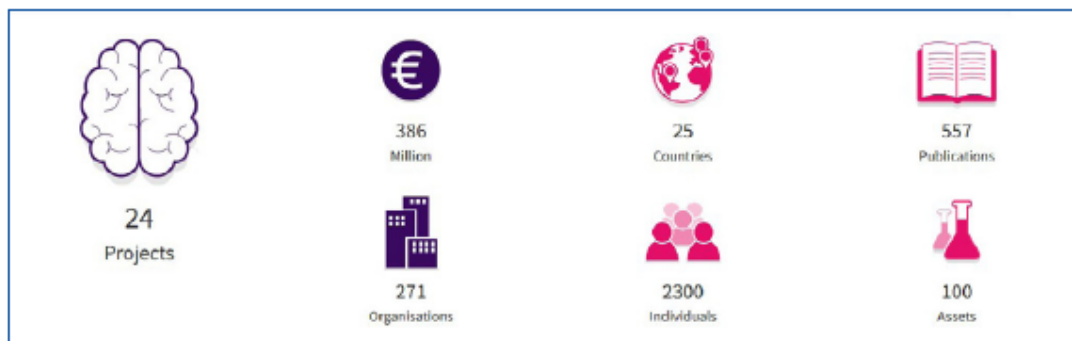 €
386
Million
25
Countries
557
Publications
24
Projects
271
Organisations
2300
Individuals
100
Assets